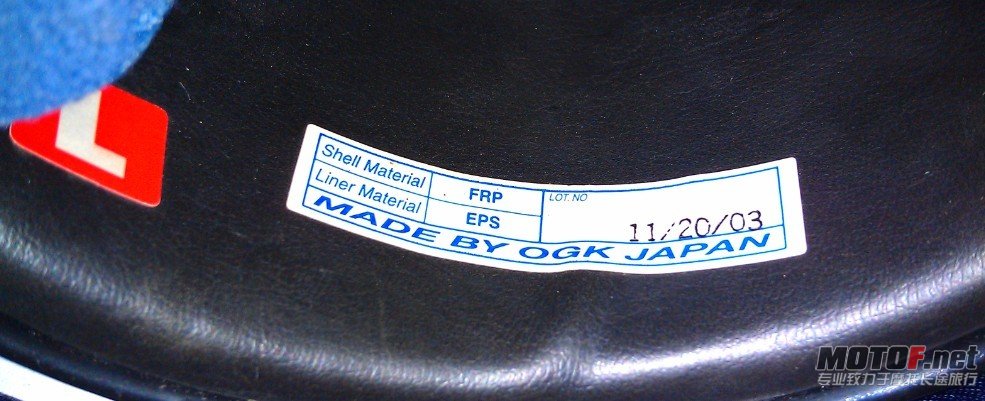 L
Shell Material FRP
LOT. NO
Liner Material EPS
11/20/03
MADE BY OGK JAPAN
MOTOF.net
专业致力于摩托长途旅行